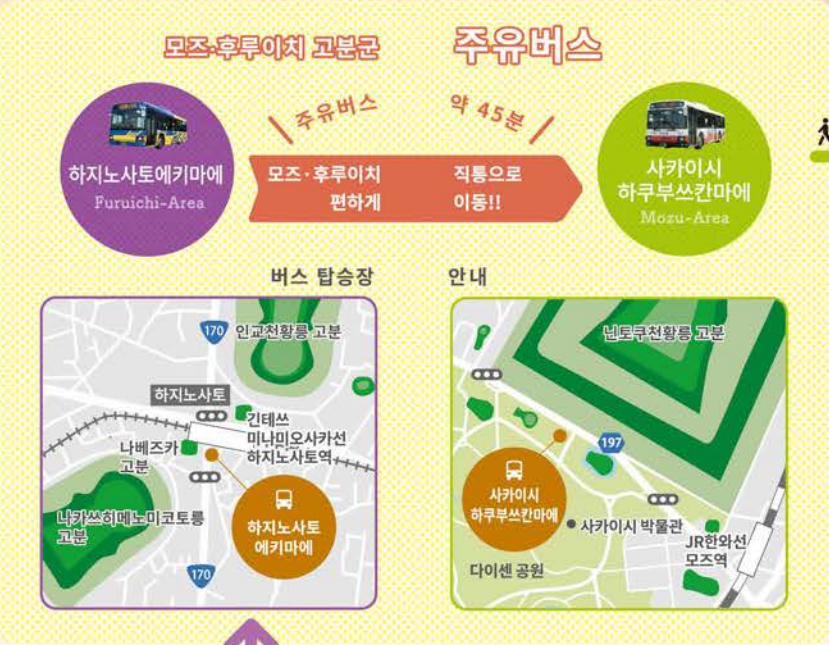 모즈·후루이치 고분군 주유버스
주유버스 약 45분
하지노사토에키마에
Furuichi-Area
모즈·후루이치 직통으로
편하게 이동!!
사카이시
하쿠부쓰칸마에
Mozu-Area
버스 탑승장 안내
170
인교천황릉 고분
하지노사토
긴테쓰
미나미오사카선
하지노사토역
나베즈카
고분
나카쓰히메노미코토릉
고분
하지노사토
에키마에
170
닌토쿠천황릉 고분
197
사카이시
하쿠부쓰칸마에
사카이시 박물관
JR한와선
모즈역
다이센 공원